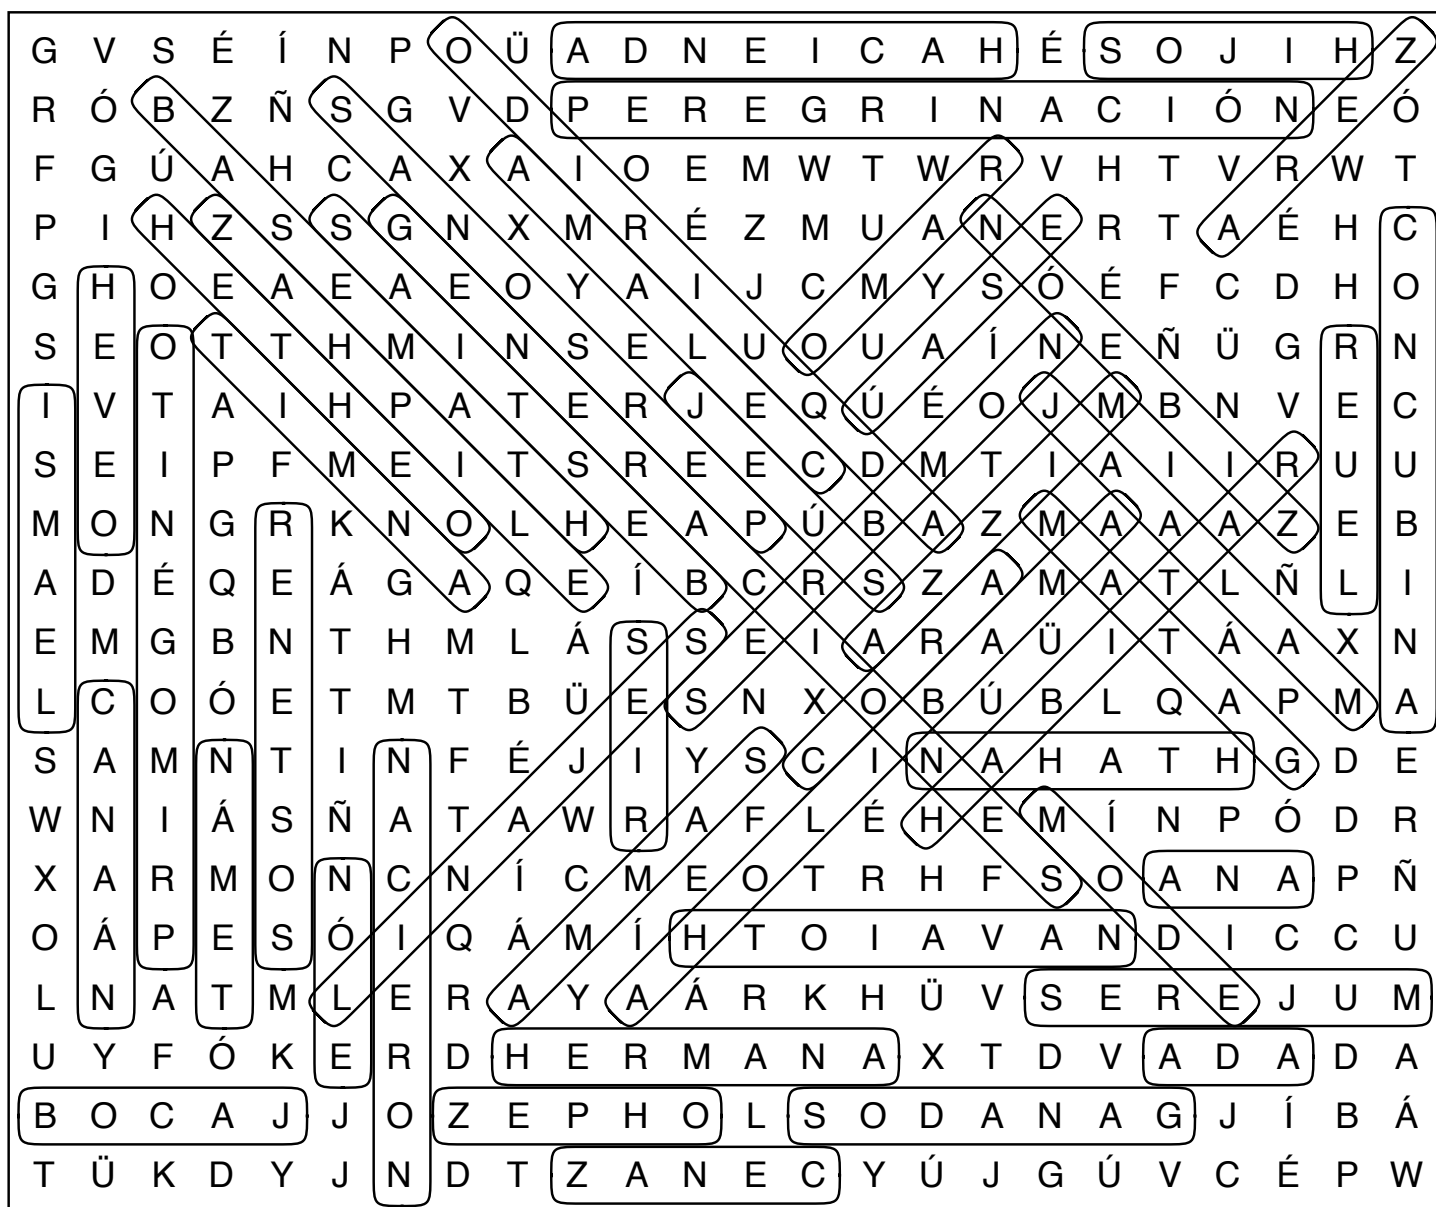 G V S É Í N P O Ü A D N E I C A H É S O J I H Z
R Ó B Z Ñ S G V D P E R E G R I N A C I Ó N E Ó
F G Ú A H C A X A I O E M W T W R V H T V R W T
P I H Z S S G N X M R É Z M U A N E R T A É H C
G H O E A E A E O Y A I J C M Y S Ó É F C D H O
S E O T T H M I N S E L U O U A Í N E Ñ Ü G R N
I V T A I H P A T E R J E Q Ú É O J M B N V E C
S E I P F M E I T S R E E C D M T I A I I R U U
M O N G R K N O L H E A P Ú B A Z M A A A Z E B
A D É Q E Á G A Q E Í B C R S Z A M A T L Ñ L I
E M G B N T H M L Á S S E I A R A Ü I T Á A X N
L C O Ó E T M T B Ü E S N X O B Ú B L Q A P M A
S A M N T I N F É J I Y S C I N A H A T H G D E
W N I Á S Ñ A T A W R A F L É H E M Í N P Ó D R
X A R M O N C N Í C M E O T R H F S O A N A P Ñ
O Á P E S Ó I Q Á M Í H T O I A V A N D I C C U
L N A T M L E R A Y A Á R K H Ü V S E R E J U M
U Y F Ó K E R D H E R M A N A X T D V A D A D A
B O C A J J O Z E P H O L S O D A N A G J Í B Á
T Ü K D Y J N D T Z A N E C Y Ú J G Ú V C É P W